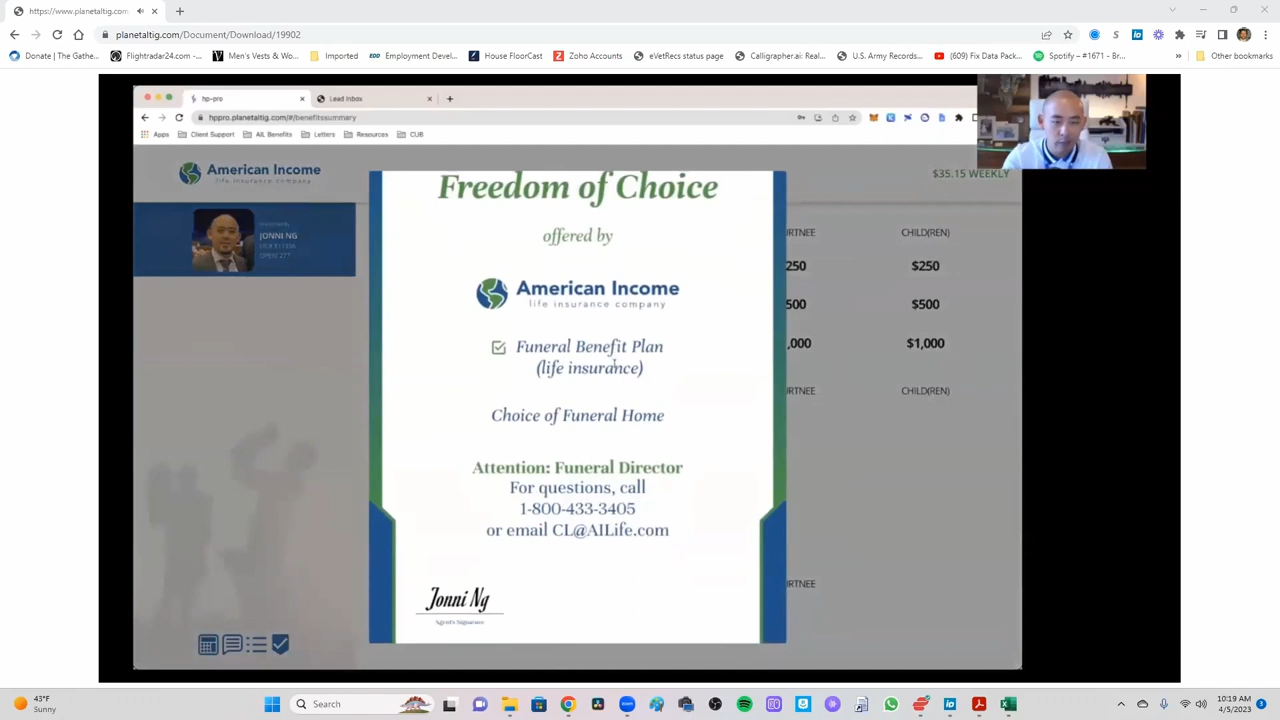 https://www.planetaltig.com
planetaltig.com/Document/Download/19902
Donate | The Gathe...
Flightradar24.com -...
Men's Vests & Wo...
Imported
EDD
Employment Devel...
House FloorCast
Zoho Accounts
eVetRecs status page
Calligrapher.ai: Real...
U.S. Army Records...
(609) Fix Data Pack...
Spotify – #1671 - Br...
»
Other bookmarks
hp-pro
Lead Inbox
hppro.planetaltig.com/#/benefitssummary
Apps
Client Support
AIL Benefits
Letters
Resources
CUB
American Income
life insurance company
$35.15 WEEKLY
JONNI NG
Freedom of Choice
offered by
American Income
life insurance company
Funeral Benefit Plan
(life insurance)
Choice of Funeral Home
Attention: Funeral Director
For questions, call
1-800-433-3405
or email CL@AILife.com
Jonni Ng
Agent's Signature
URTNEE CHILD(REN)
250 $250
500 $500
,000 $1,000
URTNEE CHILD(REN)
URTNEE
43°F
Sunny
Search
10:19 AM
4/5/2023